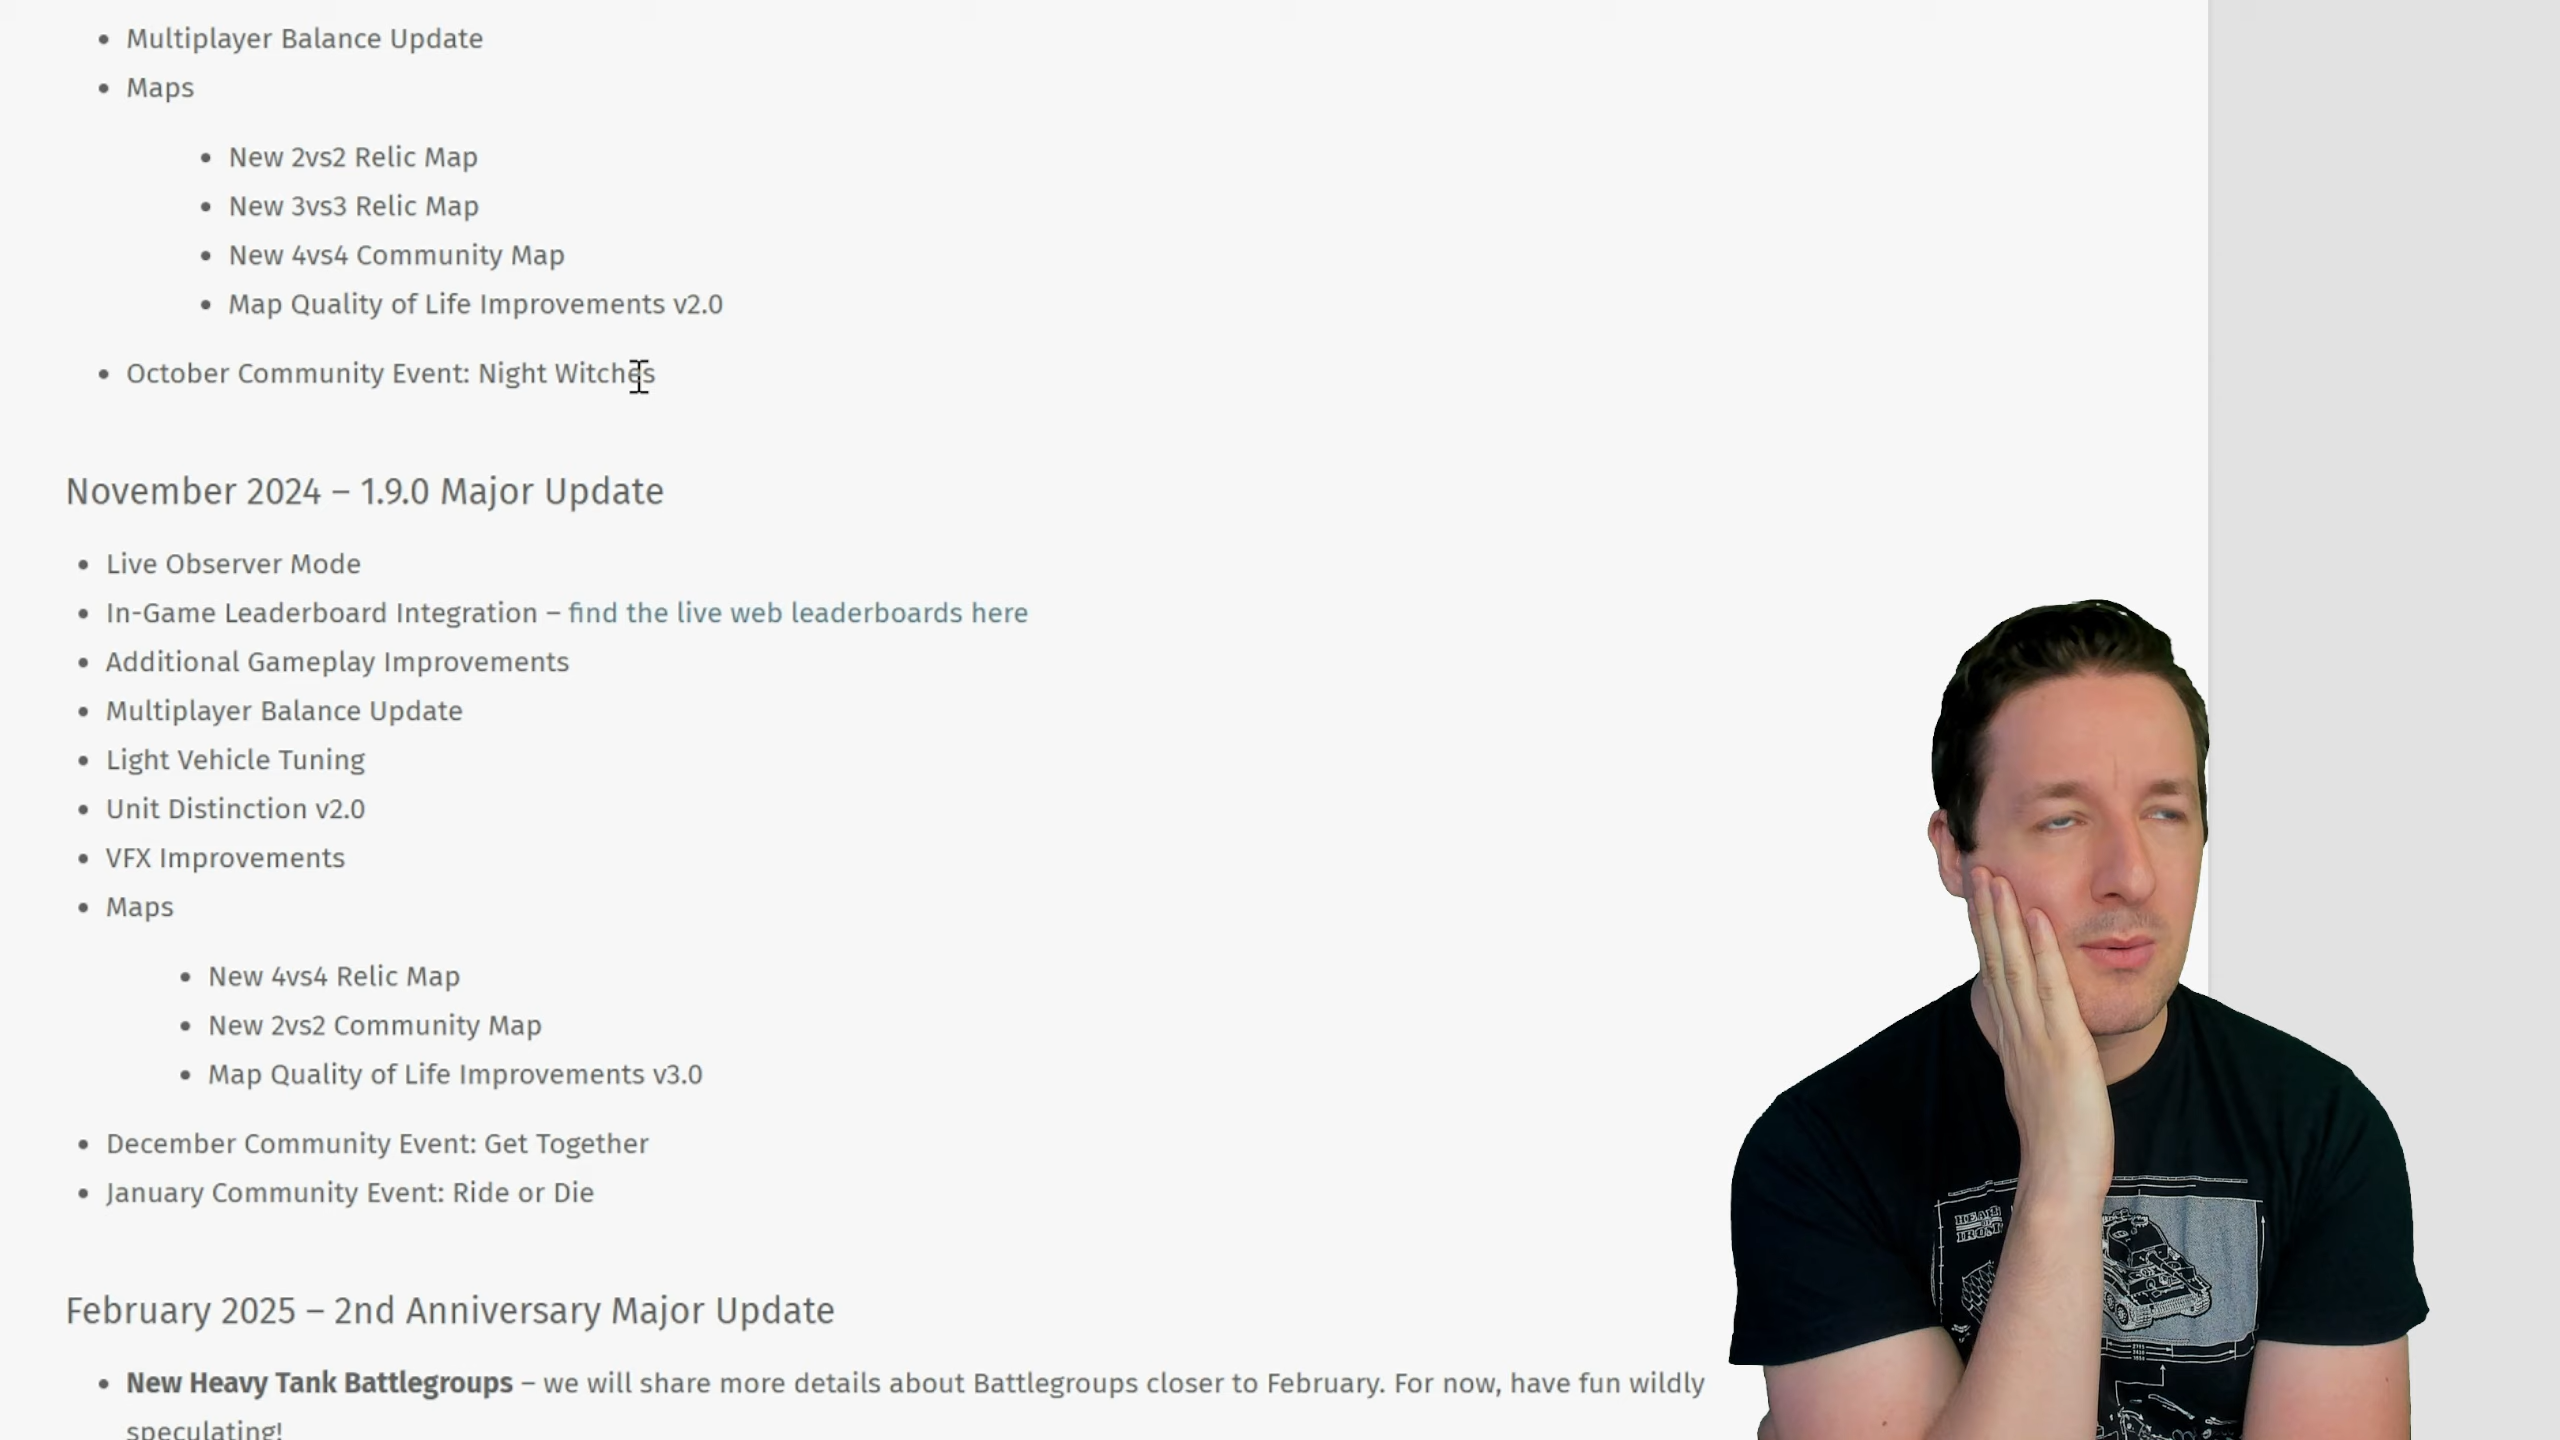 Multiplayer Balance Update
Maps
New 2vs2 Relic Map
New 3vs3 Relic Map
New 4vs4 Community Map
Map Quality of Life Improvements v2.0
October Community Event: Night Witches
November 2024 – 1.9.0 Major Update
Live Observer Mode
In-Game Leaderboard Integration – find the live web leaderboards here
Additional Gameplay Improvements
Multiplayer Balance Update
Light Vehicle Tuning
Unit Distinction v2.0
VFX Improvements
Maps
New 4vs4 Relic Map
New 2vs2 Community Map
Map Quality of Life Improvements v3.0
December Community Event: Get Together
January Community Event: Ride or Die
February 2025 – 2nd Anniversary Major Update
New Heavy Tank Battlegroups – we will share more details about Battlegroups closer to February. For now, have fun wildly
speculating!